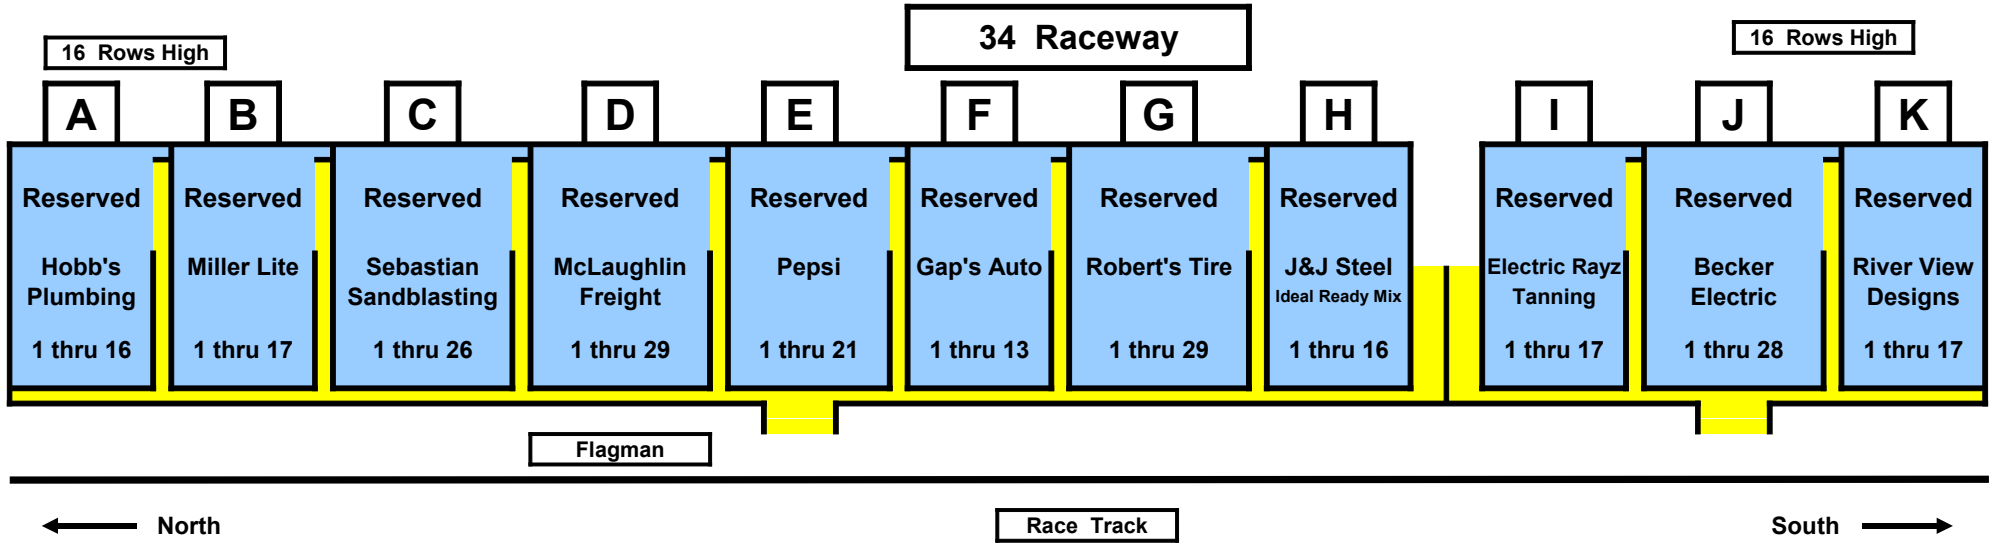 34 Raceway
16 Rows High
16 Rows High
A B C D E F G H I J K
Reserved Reserved Reserved Reserved Reserved Reserved Reserved Reserved Reserved Reserved Reserved
Hobb's Miller Lite Sebastian McLaughlin Pepsi Gap's Auto Robert's Tire J&J Steel Electric Rayz Becker River View
Plumbing Sandblasting Freight Ideal Ready Mix Tanning Electric Designs
1 thru 16 1 thru 17 1 thru 26 1 thru 29 1 thru 21 1 thru 13 1 thru 29 1 thru 16 1 thru 17 1 thru 28 1 thru 17
Flagman
North Race Track South